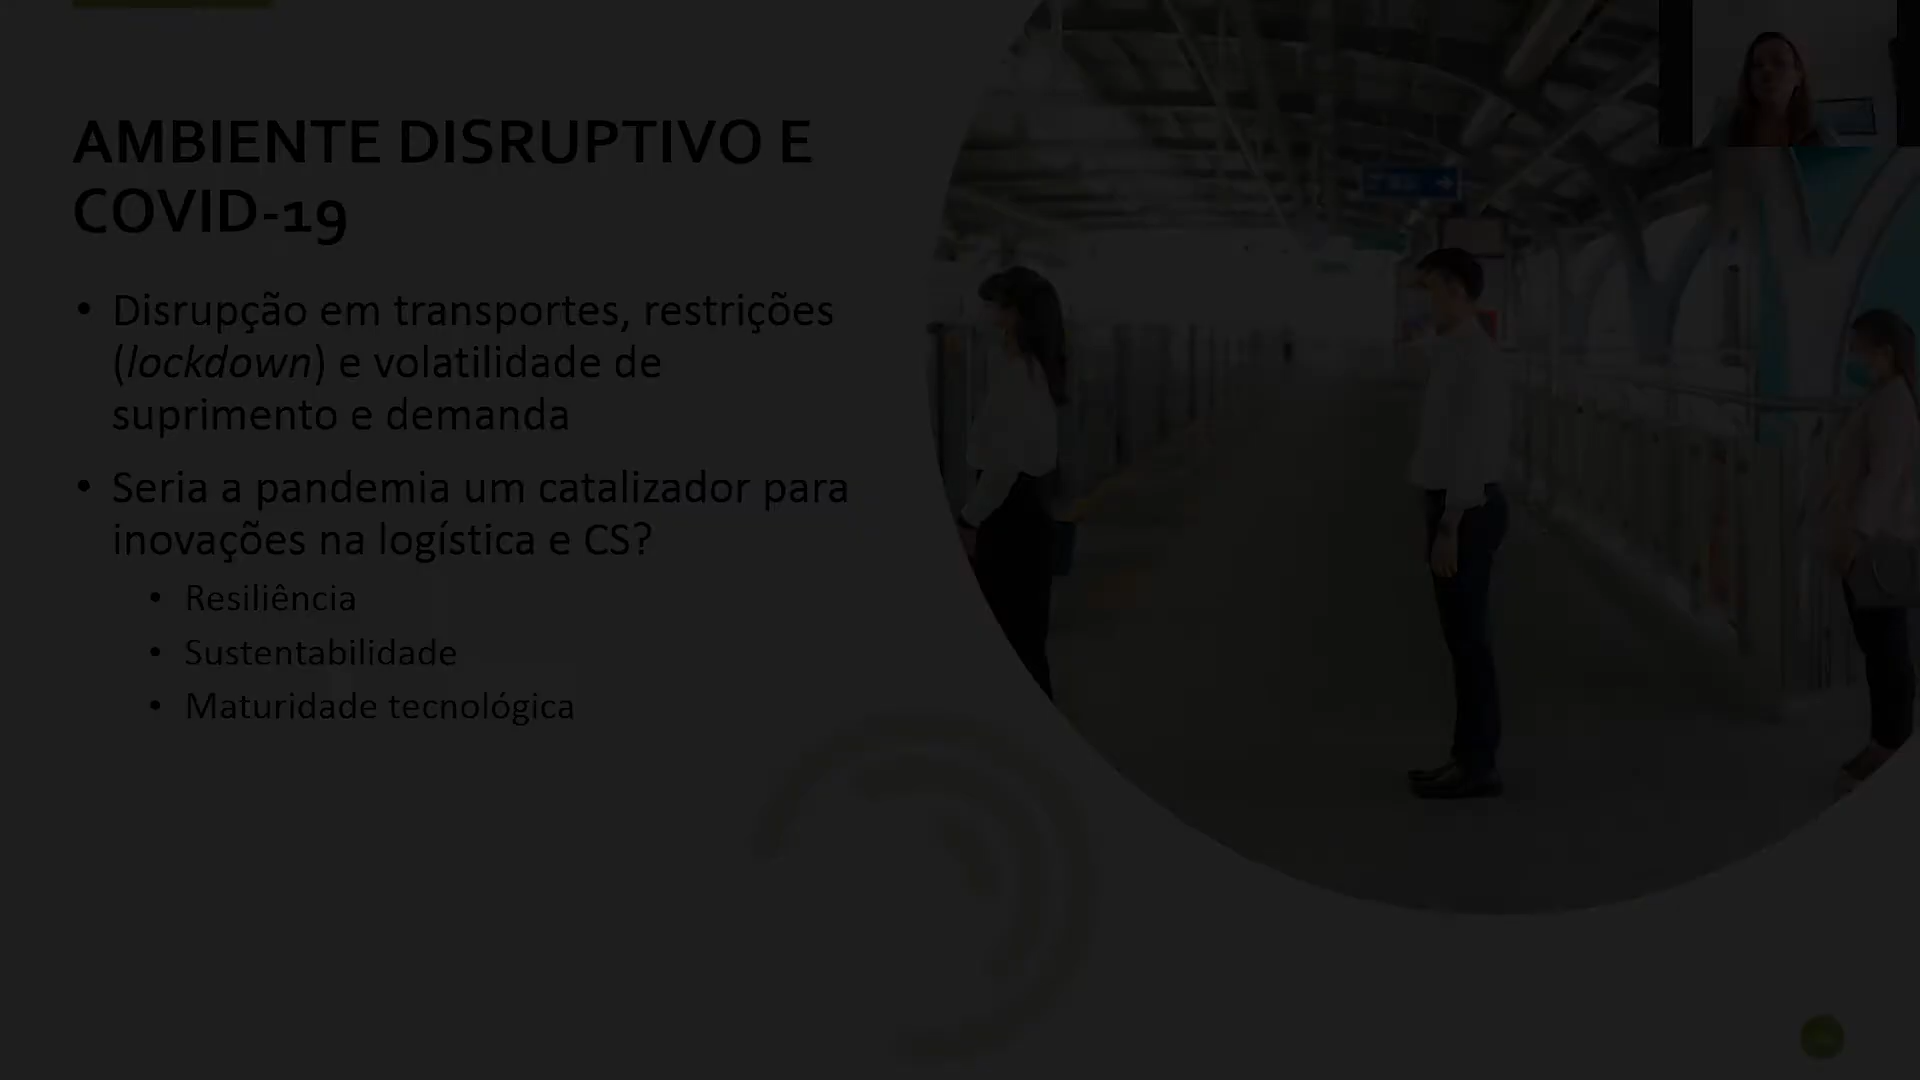 AMBIENTE DISRUPTIVO E
COVID-19
• Disrupção em transportes, restrições
(lockdown) e volatilidade de
suprimento e demanda
• Seria a pandemia um catalizador para
inovações na logística e CS?
• Resiliência
• Sustentabilidade
• Maturidade tecnológica